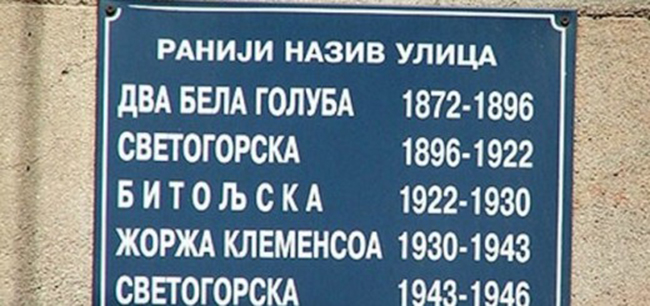 РАНИЈИ НАЗИВ УЛИЦА
ДВА БЕЛА ГОЛУБА 1872-1896
СВЕТОГОРСКА 1896-1922
БИТОЉСКА 1922-1930
ЖОРЖА КЛЕМЕНСОА 1930-1943
СВЕТОГОРСКА 1943-1946